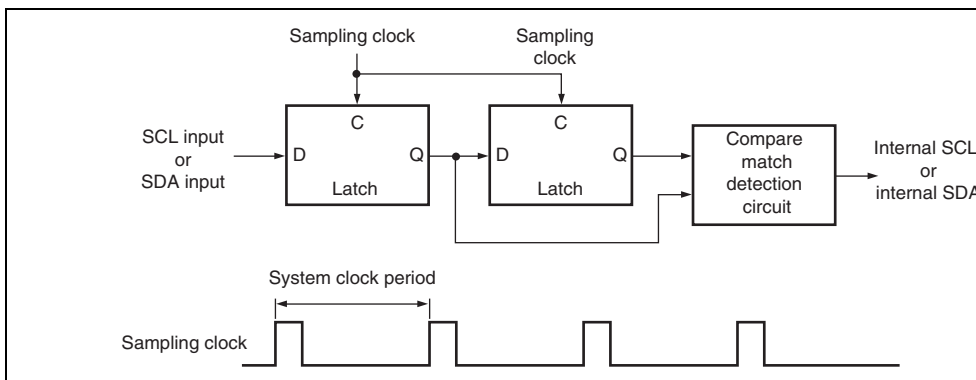 Sampling clock
Sampling
clock
SCL input
or
SDA input
C
D
Q
Latch
C
D
Q
Latch
Compare
match
detection
circuit
Internal SCL
or
internal SDA
System clock period
Sampling clock